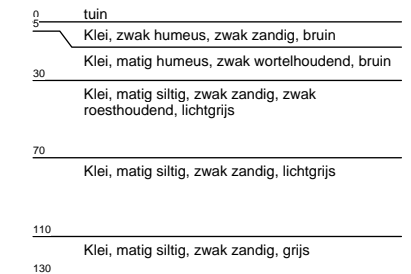 0 tuin
5
Klei, zwak humeus, zwak zandig, bruin
Klei, matig humeus, zwak wortelhoudend, bruin
30
Klei, matig siltig, zwak zandig, zwak
roesthoudend, lichtgrijs
70
Klei, matig siltig, zwak zandig, lichtgrijs
110
Klei, matig siltig, zwak zandig, grijs
130